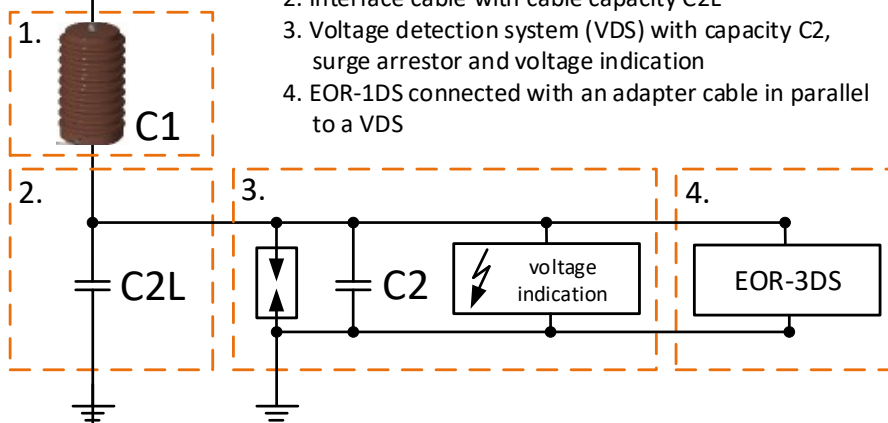 2. Interface cable with cable capacity C2L
3. Voltage detection system (VDS) with capacity C2,
surge arrestor and voltage indication
4. EOR-1DS connected with an adapter cable in parallel
to a VDS
1.
C1
2.
3.
4.
C2L
C2
voltage
indication
EOR-3DS